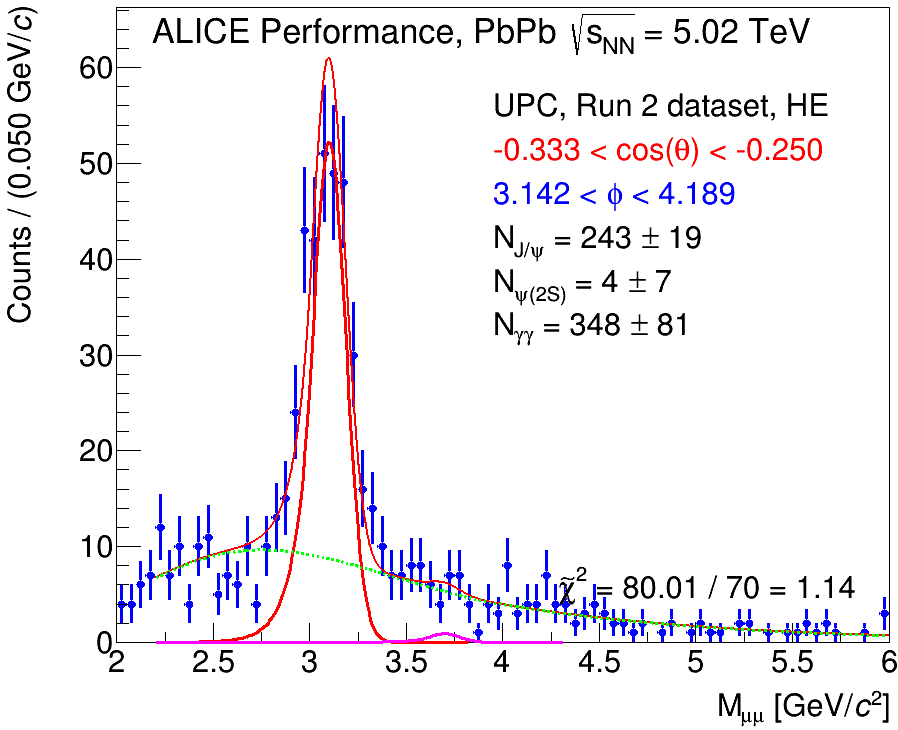 ALICE Performance, PbPb √s_NN = 5.02 TeV
UPC, Run 2 dataset, HE
-0.333 < cos(θ) < -0.250
3.142 < ϕ < 4.189
N_J/ψ = 243 ± 19
N_ψ(2S) = 4 ± 7
N_γγ = 348 ± 81
χ̃² = 80.01 / 70 = 1.14
Counts / (0.050 GeV/c)
60
50
40
30
20
10
0
2 2.5 3 3.5 4 4.5 5 5.5 6
M_μμ [GeV/c²]